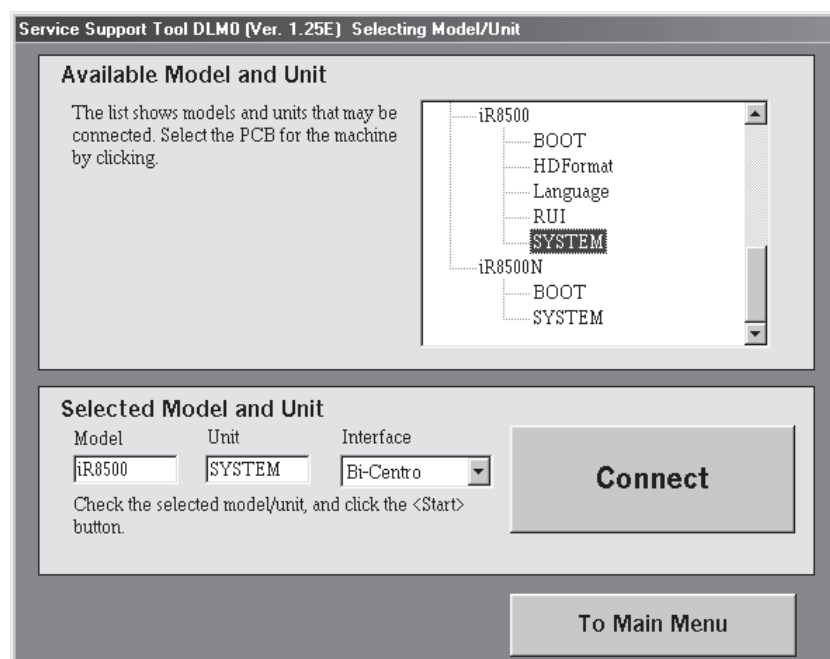 Service Support Tool DLM0 (Ver. 1.25E) Selecting Model/Unit
Available Model and Unit
The list shows models and units that may be
connected. Select the PCB for the machine
by clicking.
iR8500
BOOT
HDFormat
Language
RUI
SYSTEM
iR8500N
BOOT
SYSTEM
Selected Model and Unit
Model Unit Interface
iR8500 SYSTEM Bi-Centro
Check the selected model/unit, and click the <Start>
button.
Connect
To Main Menu